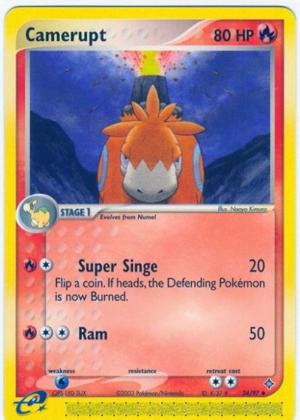 Camerupt
80 HP
Illus. Naoyo Kimura
STAGE 1
Evolves from Numel
Super Singe 20
Flip a coin. If heads, the Defending Pokémon
is now Burned.
Ram 50
weakness resistance retreat cost
©2003 Pokémon/Nintendo